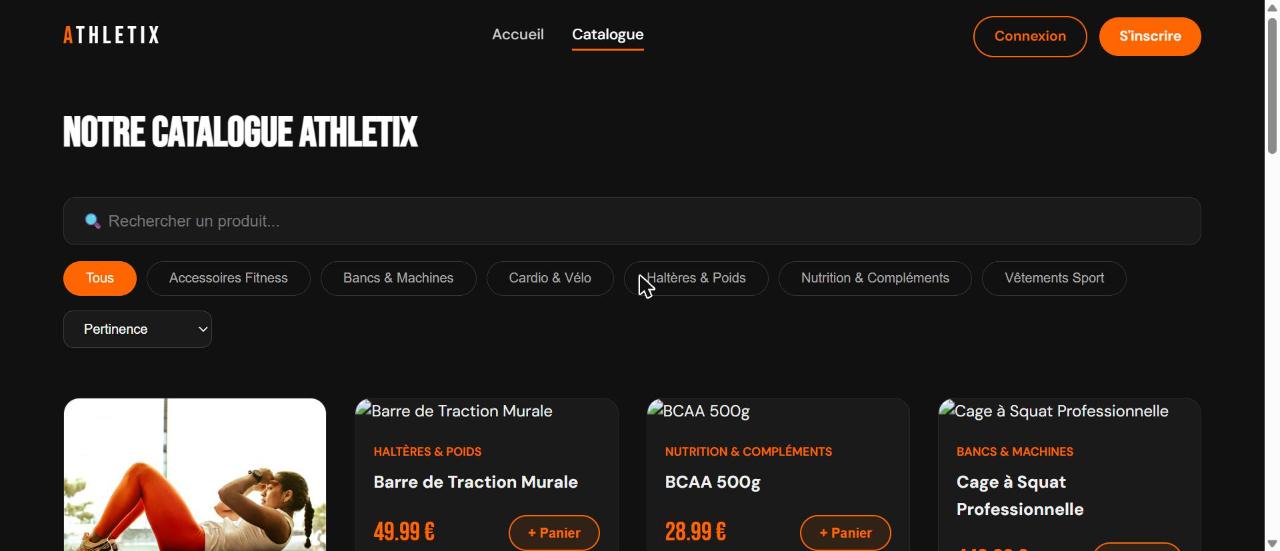 ATHLETIX
Accueil
Catalogue
Connexion
S'inscrire
NOTRE CATALOGUE ATHLETIX
Rechercher un produit...
Tous
Accessoires Fitness
Bancs & Machines
Cardio & Vélo
Haltères & Poids
Nutrition & Compléments
Vêtements Sport
Pertinence
Barre de Traction Murale
HALTÈRES & POIDS
Barre de Traction Murale
49.99 €
+ Panier
BCAA 500g
NUTRITION & COMPLÉMENTS
BCAA 500g
28.99 €
+ Panier
Cage à Squat Professionnelle
BANCS & MACHINES
Cage à Squat
Professionnelle